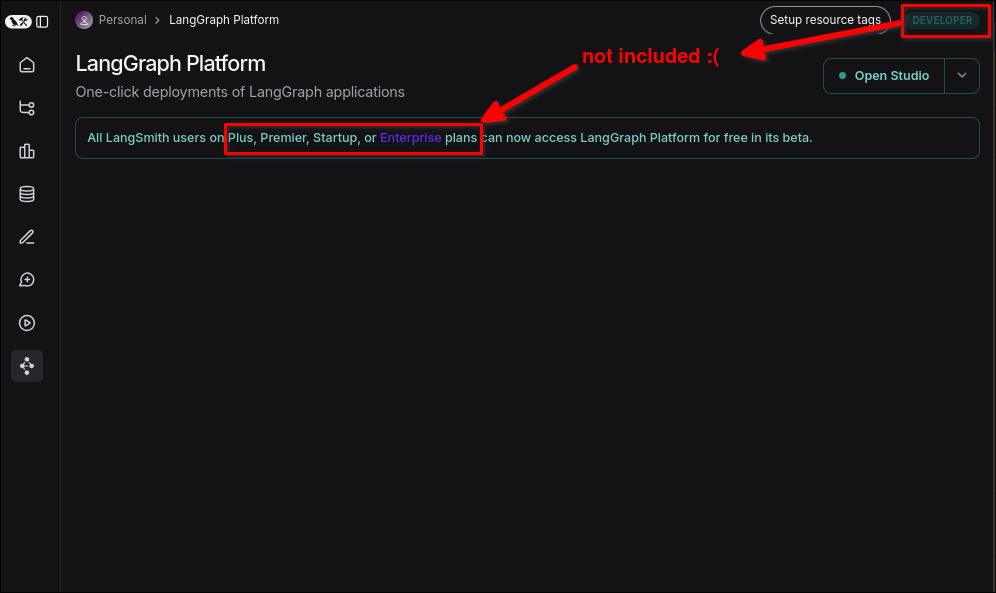 Personal > LangGraph Platform
Setup resource tags
DEVELOPER
not included :(
LangGraph Platform
One-click deployments of LangGraph applications
Open Studio
All LangSmith users on Plus, Premier, Startup, or Enterprise plans can now access LangGraph Platform for free in its beta.